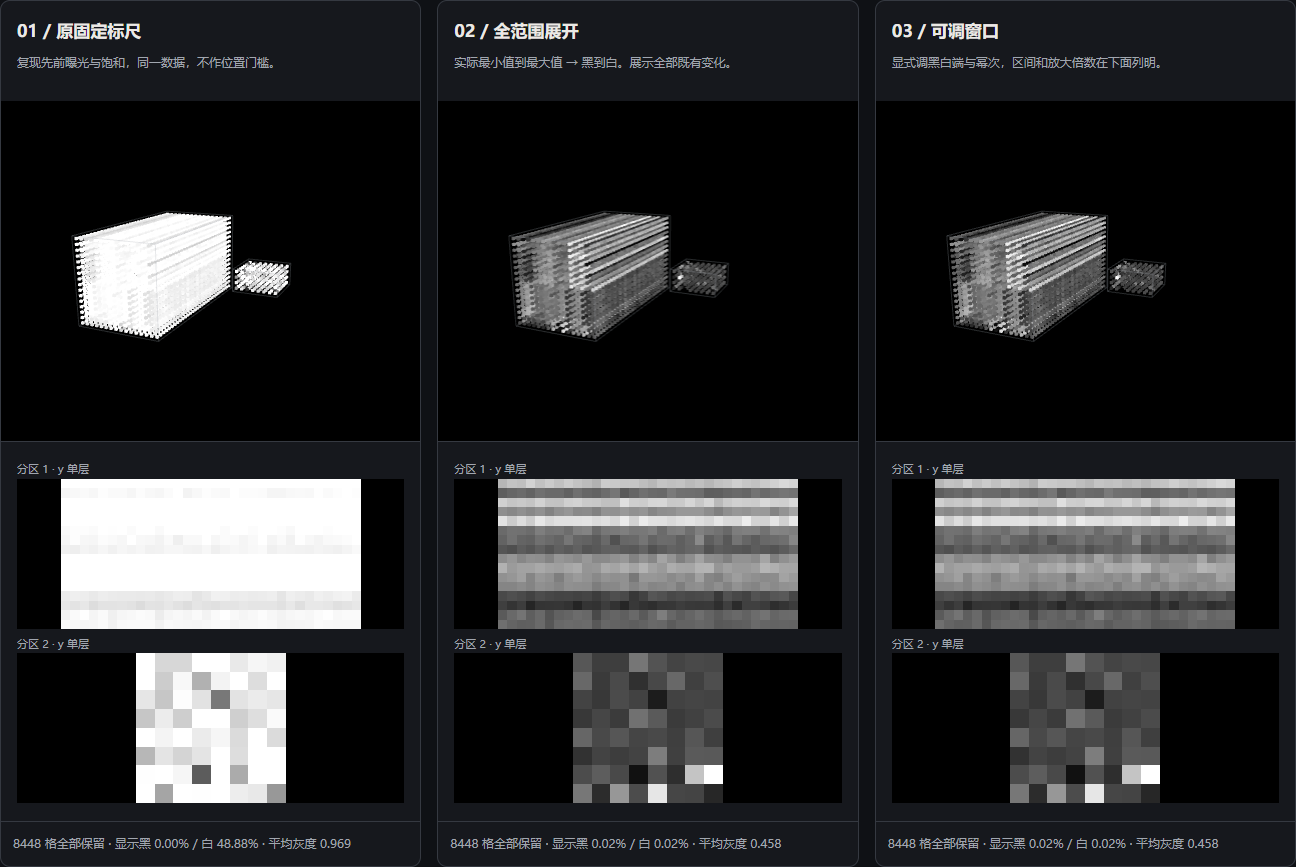 01 / 原固定标尺
复现先前曝光与饱和，同一数据，不作位置门槛。
分区 1 · y 单层
分区 2 · y 单层
8448 格全部保留 · 显示黑 0.00% / 白 48.88% · 平均灰度 0.969
02 / 全范围展开
实际最小值到最大值 → 黑到白。展示全部既有变化。
分区 1 · y 单层
分区 2 · y 单层
8448 格全部保留 · 显示黑 0.02% / 白 0.02% · 平均灰度 0.458
03 / 可调窗口
显式调黑白端与幂次，区间和放大倍数在下面列明。
分区 1 · y 单层
分区 2 · y 单层
8448 格全部保留 · 显示黑 0.02% / 白 0.02% · 平均灰度 0.458